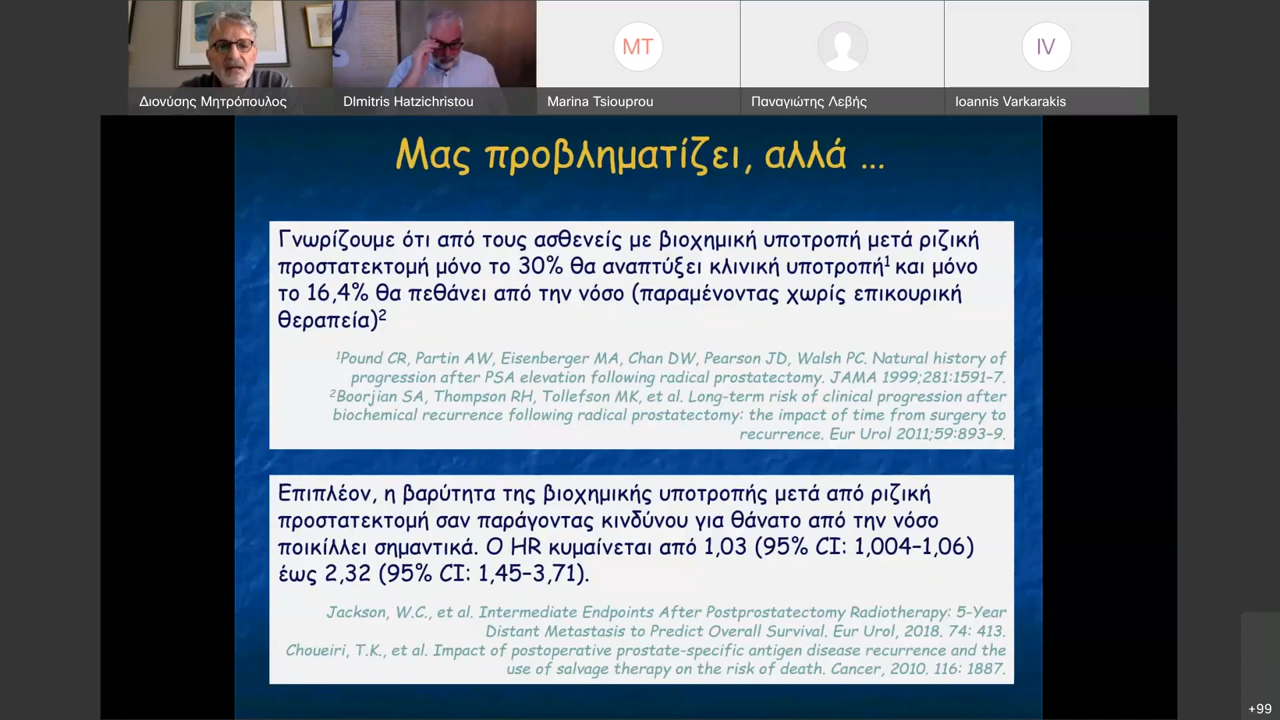 Διονύσης Μητρόπουλος
DImitris Hatzichristou
MT
Marina Tsiouprou
Παναγιώτης Λεβής
IV
Ioannis Varkarakis
Μας προβληματίζει, αλλά ...
Γνωρίζουμε ότι από τους ασθενείς με βιοχημική υποτροπή μετά ριζική
προστατεκτομή μόνο το 30% θα αναπτύξει κλινική υποτροπή¹ και μόνο
το 16,4% θα πεθάνει από την νόσο (παραμένοντας χωρίς επικουρική
θεραπεία)²
¹Pound CR, Partin AW, Eisenberger MA, Chan DW, Pearson JD, Walsh PC. Natural history of
progression after PSA elevation following radical prostatectomy. JAMA 1999;281:1591–7.
²Boorjian SA, Thompson RH, Tollefson MK, et al. Long-term risk of clinical progression after
biochemical recurrence following radical prostatectomy: the impact of time from surgery to
recurrence. Eur Urol 2011;59:893–9.
Επιπλέον, η βαρύτητα της βιοχημικής υποτροπής μετά από ριζική
προστατεκτομή σαν παράγοντας κινδύνου για θάνατο από την νόσο
ποικίλλει σημαντικά. Ο HR κυμαίνεται από 1,03 (95% CI: 1,004–1,06)
έως 2,32 (95% CI: 1,45–3,71).
Jackson, W.C., et al. Intermediate Endpoints After Postprostatectomy Radiotherapy: 5-Year
Distant Metastasis to Predict Overall Survival. Eur Urol, 2018. 74: 413.
Choueiri, T.K., et al. Impact of postoperative prostate-specific antigen disease recurrence and the
use of salvage therapy on the risk of death. Cancer, 2010. 116: 1887.
+99